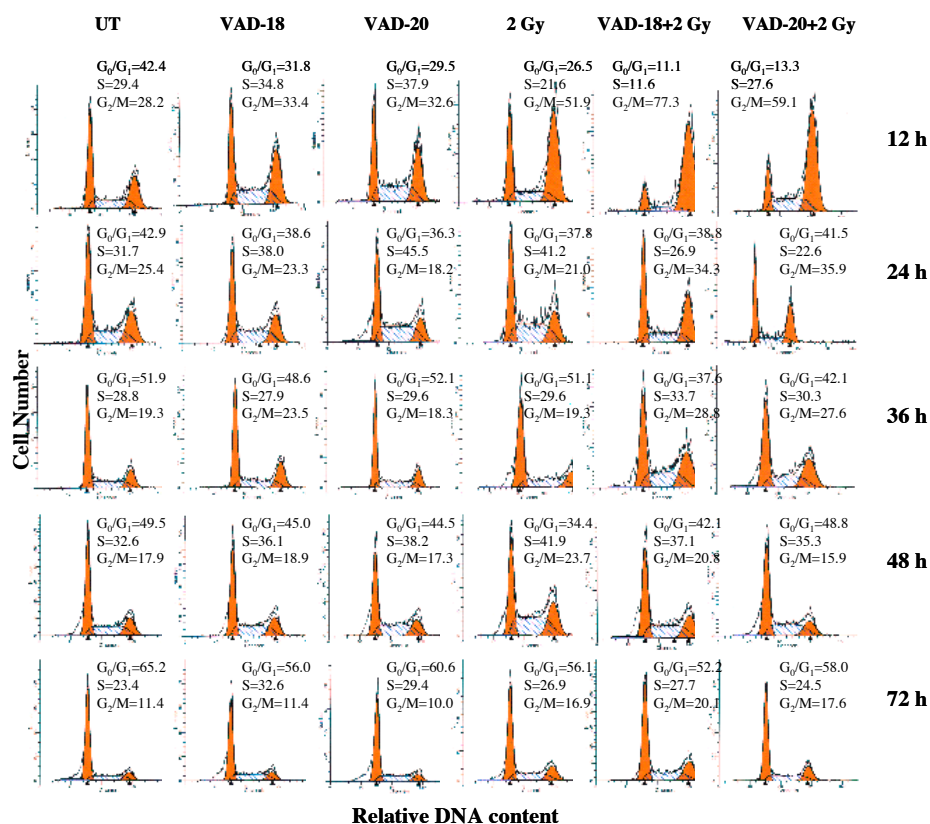 UT VAD-18 VAD-20 2 Gy VAD-18+2 Gy VAD-20+2 Gy
G₀/G₁=42.4 G₀/G₁=31.8 G₀/G₁=29.5 G₀/G₁=26.5 G₀/G₁=11.1 G₀/G₁=13.3
S=29.4 S=34.8 S=37.9 S=21.6 S=11.6 S=27.6
G₂/M=28.2 G₂/M=33.4 G₂/M=32.6 G₂/M=51.9 G₂/M=77.3 G₂/M=59.1
12 h
G₀/G₁=42.9 G₀/G₁=38.6 G₀/G₁=36.3 G₀/G₁=37.8 G₀/G₁=38.8 G₀/G₁=41.5
S=31.7 S=38.0 S=45.5 S=41.2 S=26.9 S=22.6
G₂/M=25.4 G₂/M=23.3 G₂/M=18.2 G₂/M=21.0 G₂/M=34.3 G₂/M=35.9
24 h
Cell Number
G₀/G₁=51.9 G₀/G₁=48.6 G₀/G₁=52.1 G₀/G₁=51.1 G₀/G₁=37.6 G₀/G₁=42.1
S=28.8 S=27.9 S=29.6 S=29.6 S=33.7 S=30.3
G₂/M=19.3 G₂/M=23.5 G₂/M=18.3 G₂/M=19.3 G₂/M=28.8 G₂/M=27.6
36 h
G₀/G₁=49.5 G₀/G₁=45.0 G₀/G₁=44.5 G₀/G₁=34.4 G₀/G₁=42.1 G₀/G₁=48.8
S=32.6 S=36.1 S=38.2 S=41.9 S=37.1 S=35.3
G₂/M=17.9 G₂/M=18.9 G₂/M=17.3 G₂/M=23.7 G₂/M=20.8 G₂/M=15.9
48 h
G₀/G₁=65.2 G₀/G₁=56.0 G₀/G₁=60.6 G₀/G₁=56.1 G₀/G₁=52.2 G₀/G₁=58.0
S=23.4 S=32.6 S=29.4 S=26.9 S=27.7 S=24.5
G₂/M=11.4 G₂/M=11.4 G₂/M=10.0 G₂/M=16.9 G₂/M=20.1 G₂/M=17.6
72 h
Relative DNA content